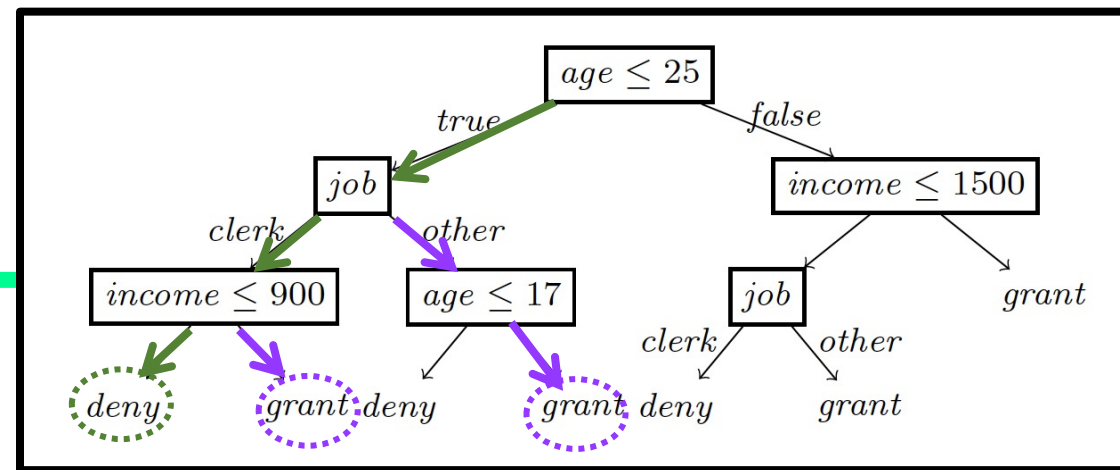 age ≤ 25
true
false
job
income ≤ 1500
clerk
other
income ≤ 900
age ≤ 17
job
grant
clerk
other
deny
grant
deny
grant
deny
grant